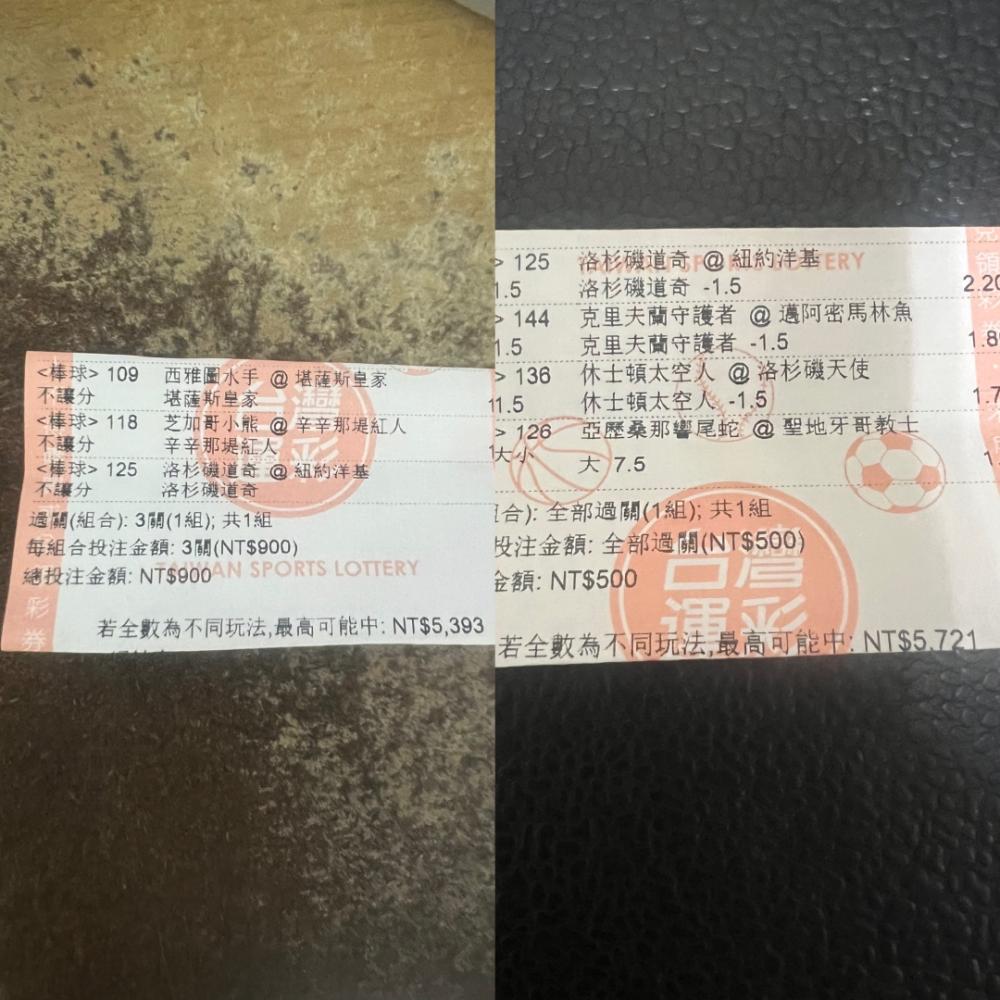 <棒球> 109 西雅圖水手 @ 堪薩斯皇家
不讓分 堪薩斯皇家
<棒球> 118 芝加哥小熊 @ 辛辛那堤紅人
不讓分 辛辛那堤紅人
<棒球> 125 洛杉磯道奇 @ 紐約洋基
不讓分 洛杉磯道奇
過關(組合): 3關(1組); 共1組
每組合投注金額: 3關(NT$900)
總投注金額: NT$900
TAIWAN SPORTS LOTTERY
彩券
若全數為不同玩法,最高可能中: NT$5,393
> 125 洛杉磯道奇 @ 紐約洋基
LOTTERY
1.5 洛杉磯道奇 -1.5 2.20
> 144 克里夫蘭守護者 @ 邁阿密馬林魚
1.5 克里夫蘭守護者 -1.5 1.8
> 136 休士頓太空人 @ 洛杉磯天使
1.5 休士頓太空人 -1.5 1.7
> 126 亞歷桑那響尾蛇 @ 聖地牙哥教士
大小 大 7.5 1.
組合): 全部過關(1組); 共1組
投注金額: 全部過關(NT$500)
金額: NT$500
台灣
運彩
若全數為不同玩法,最高可能中: NT$5,721